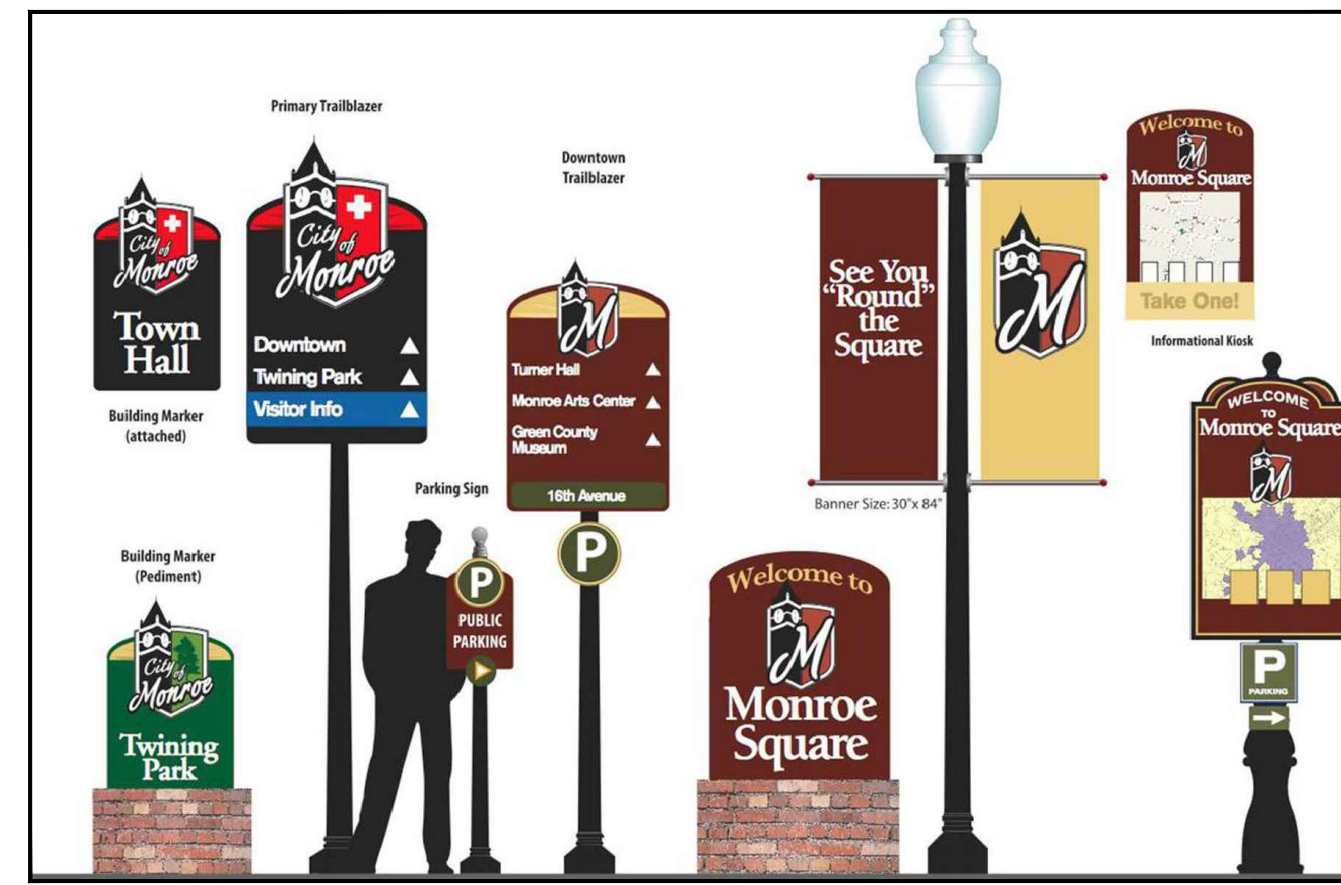 Primary Trailblazer
City of
Monroe
Downtown
Twining Park
Visitor Info
City of
Monroe
Town
Hall
Building Marker
(attached)
Building Marker
(Pediment)
City of
Monroe
Twining
Park
Parking Sign
P
PUBLIC
PARKING
Downtown
Trailblazer
M
Turner Hall
Monroe Arts Center
Green County
Museum
16th Avenue
P
Welcome to
M
Monroe
Square
See You
"Round"
the
Square
M
Banner Size: 30"x 84"
Welcome to
M
Monroe Square
Take One!
Informational Kiosk
WELCOME
TO
Monroe Square
M
P
PARKING